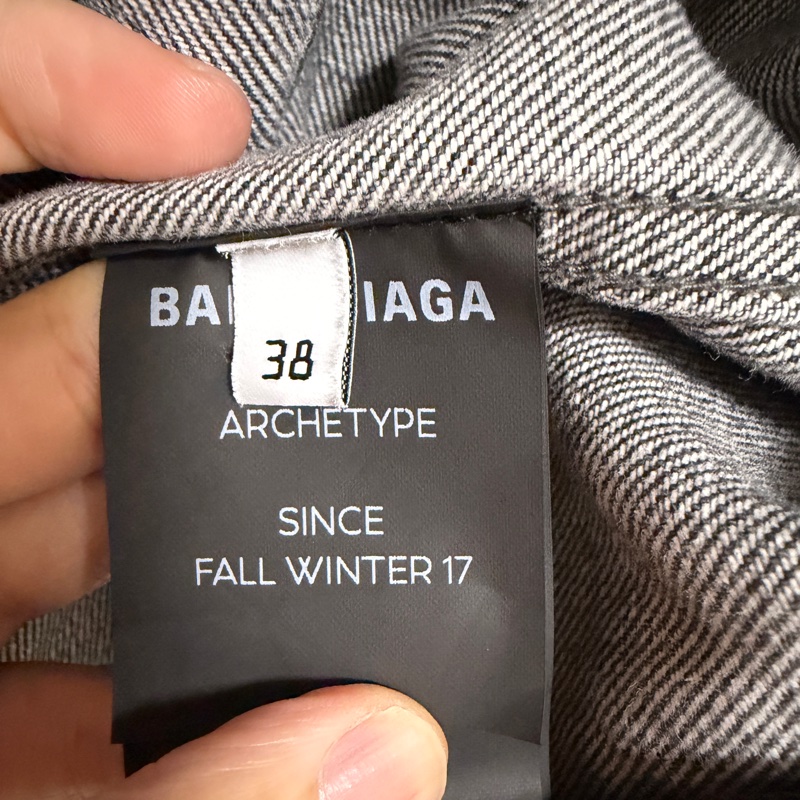 BA IAGA
38
ARCHETYPE
SINCE
FALL WINTER 17